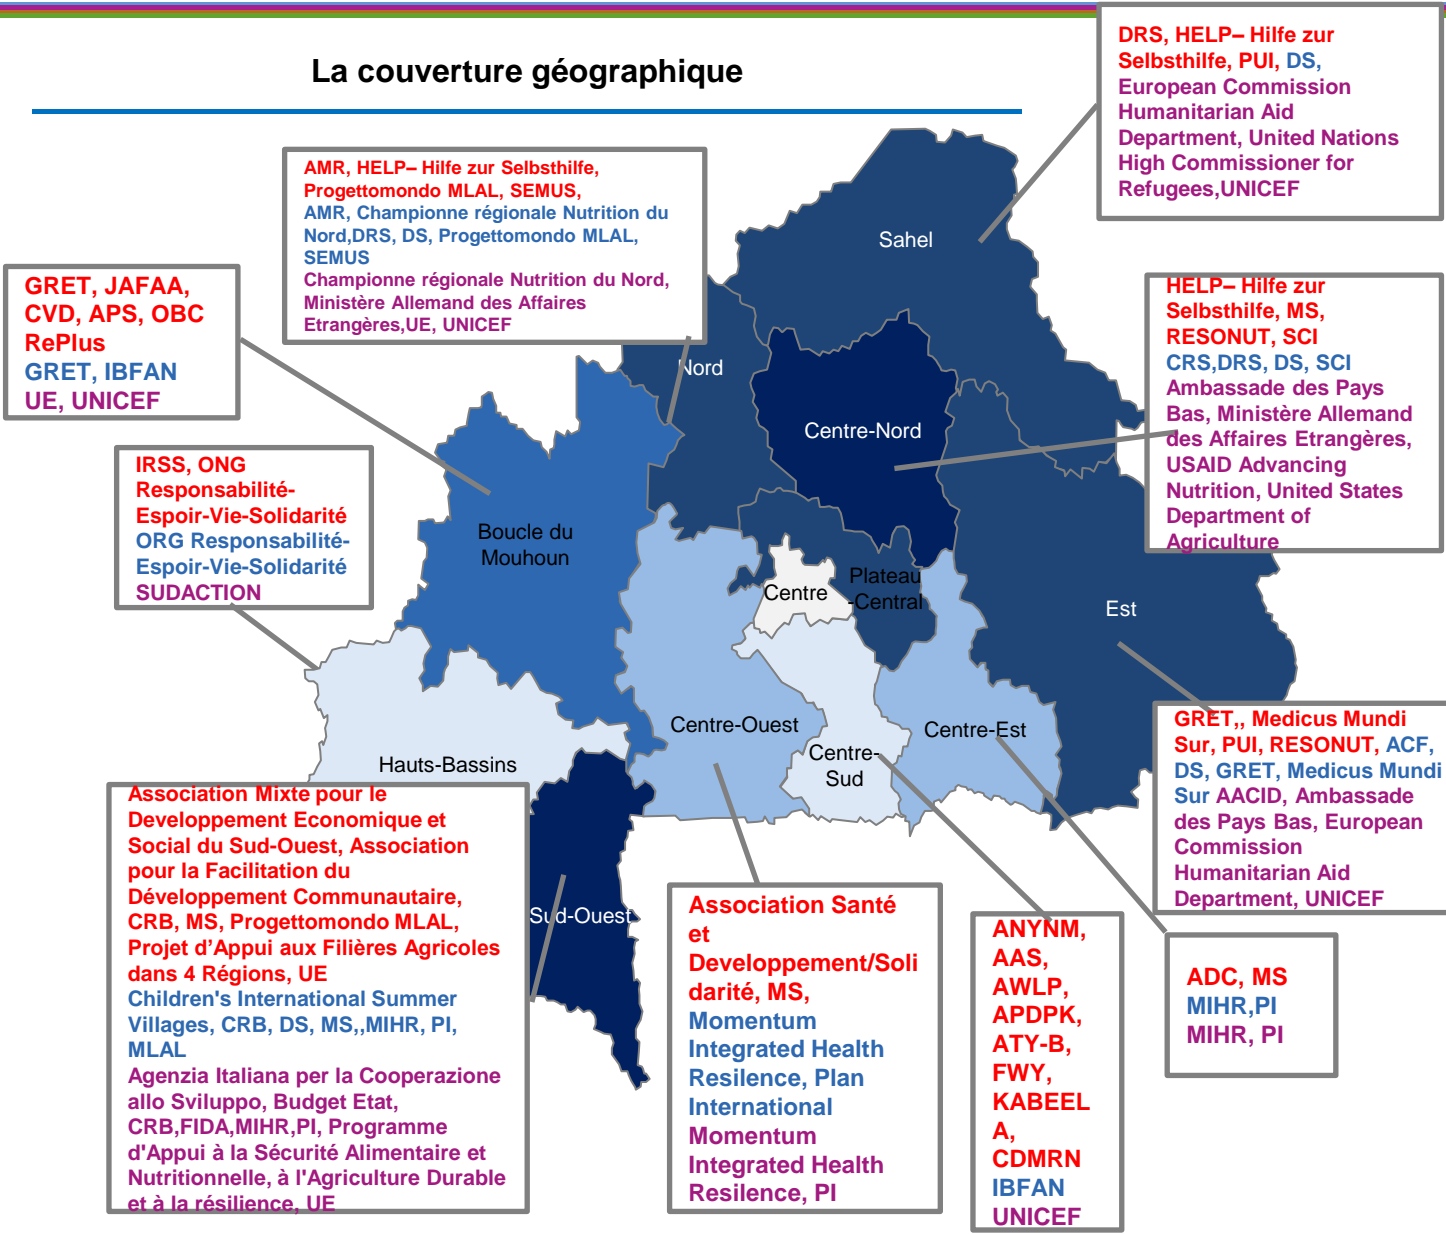 La couverture géographique
DRS, HELP– Hilfe zur
Selbsthilfe, PUI, DS,
European Commission
Humanitarian Aid
Department, United Nations
High Commissioner for
Refugees,UNICEF
AMR, HELP– Hilfe zur Selbsthilfe,
Progettomondo MLAL, SEMUS,
AMR, Championne régionale Nutrition du
Nord,DRS, DS, Progettomondo MLAL,
SEMUS
Championne régionale Nutrition du Nord,
Ministère Allemand des Affaires
Etrangères,UE, UNICEF
GRET, JAFAA,
CVD, APS, OBC
RePlus
GRET, IBFAN
UE, UNICEF
HELP– Hilfe zur
Selbsthilfe, MS,
RESONUT, SCI
CRS,DRS, DS, SCI
Ambassade des Pays
Bas, Ministère Allemand
des Affaires Etrangères,
USAID Advancing
Nutrition, United States
Department of
Agriculture
IRSS, ONG
Responsabilité-
Espoir-Vie-Solidarité
ORG Responsabilité-
Espoir-Vie-Solidarité
SUDACTION
Sahel
Nord
Centre-Nord
Boucle du
Mouhoun
Centre
Plateau
-Central
Est
Centre-Ouest
Centre-Est
Centre-
Sud
Hauts-Bassins
Sud-Ouest
GRET,, Medicus Mundi
Sur, PUI, RESONUT, ACF,
DS, GRET, Medicus Mundi
Sur AACID, Ambassade
des Pays Bas, European
Commission
Humanitarian Aid
Department, UNICEF
Association Mixte pour le
Developpement Economique et
Social du Sud-Ouest, Association
pour la Facilitation du
Développement Communautaire,
CRB, MS, Progettomondo MLAL,
Projet d’Appui aux Filières Agricoles
dans 4 Régions, UE
Children's International Summer
Villages, CRB, DS, MS,,MIHR, PI,
MLAL
Agenzia Italiana per la Cooperazione
allo Sviluppo, Budget Etat,
CRB,FIDA,MIHR,PI, Programme
d'Appui à la Sécurité Alimentaire et
Nutritionnelle, à l'Agriculture Durable
et à la résilience, UE
Association Santé
et
Developpement/Soli
darité, MS,
Momentum
Integrated Health
Resilence, Plan
International
Momentum
Integrated Health
Resilence, PI
ANYNM,
AAS,
AWLP,
APDPK,
ATY-B,
FWY,
KABEEL
A,
CDMRN
IBFAN
UNICEF
ADC, MS
MIHR,PI
MIHR, PI